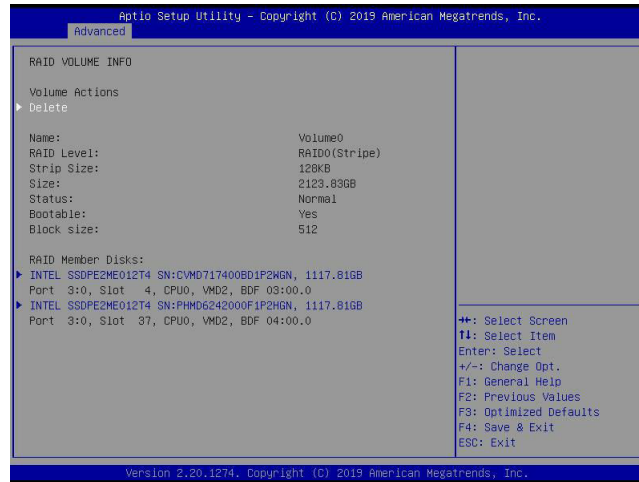 Aptio Setup Utility – Copyright (C) 2019 American Megatrends, Inc.
Advanced
RAID VOLUME INFO
Volume Actions
▶ Delete
Name: Volume0
RAID Level: RAID0(Stripe)
Strip Size: 128KB
Size: 2123.83GB
Status: Normal
Bootable: Yes
Block size: 512
RAID Member Disks:
▶ INTEL SSDPE2ME012T4 SN:CVMD717400BD1P2WGN, 1117.81GB
Port 3:0, Slot 4, CPU0, VMD2, BDF 03:00.0
▶ INTEL SSDPE2ME012T4 SN:PHMD6242000F1P2HGN, 1117.81GB
Port 3:0, Slot 37, CPU0, VMD2, BDF 04:00.0
→←: Select Screen
↑↓: Select Item
Enter: Select
+/-: Change Opt.
F1: General Help
F2: Previous Values
F3: Optimized Defaults
F4: Save & Exit
ESC: Exit
Version 2.20.1274. Copyright (C) 2019 American Megatrends, Inc.